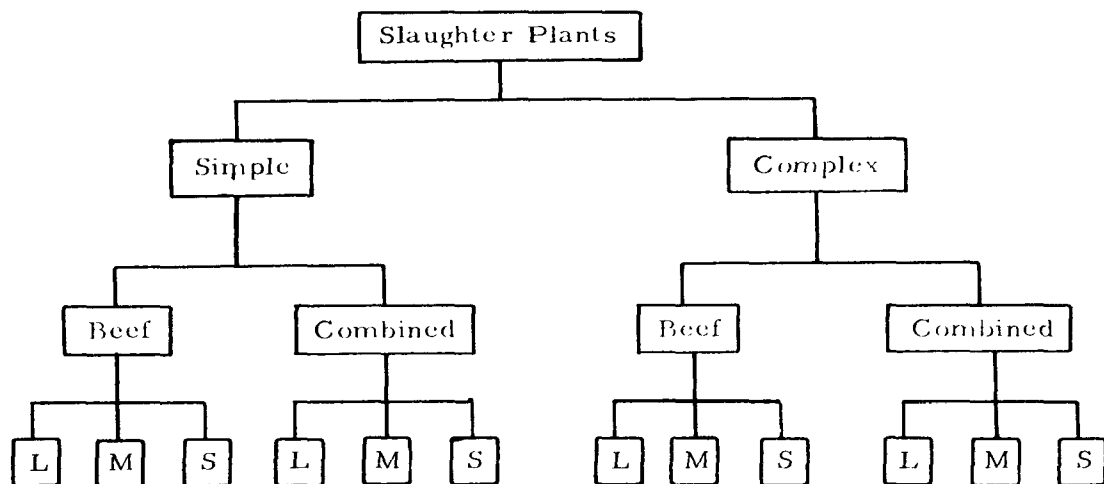 Slaughter Plants
Simple Complex
Beef Combined Beef Combined
L M S L M S L M S L M S